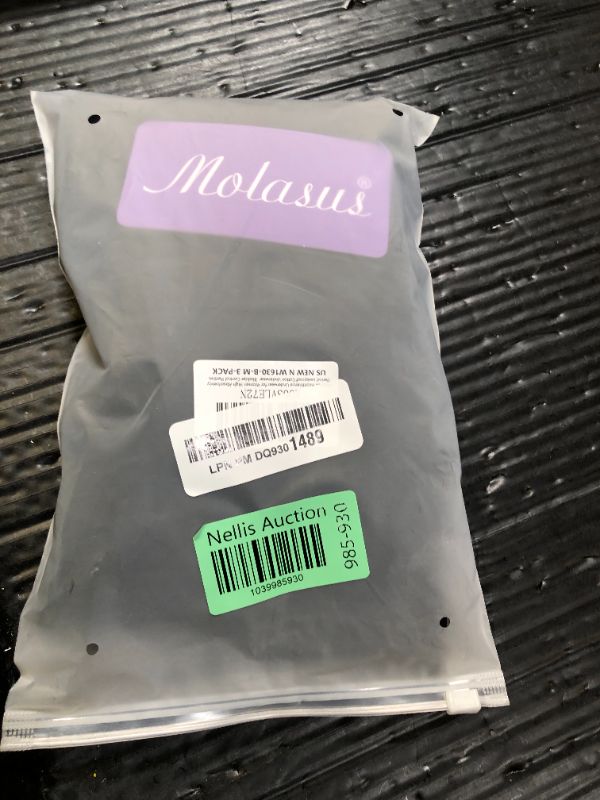 Molasus®
US NEW N W1630-B-M-3-PACK
LPN DQ930 1489
Nellis Auction
1039985930
985-930